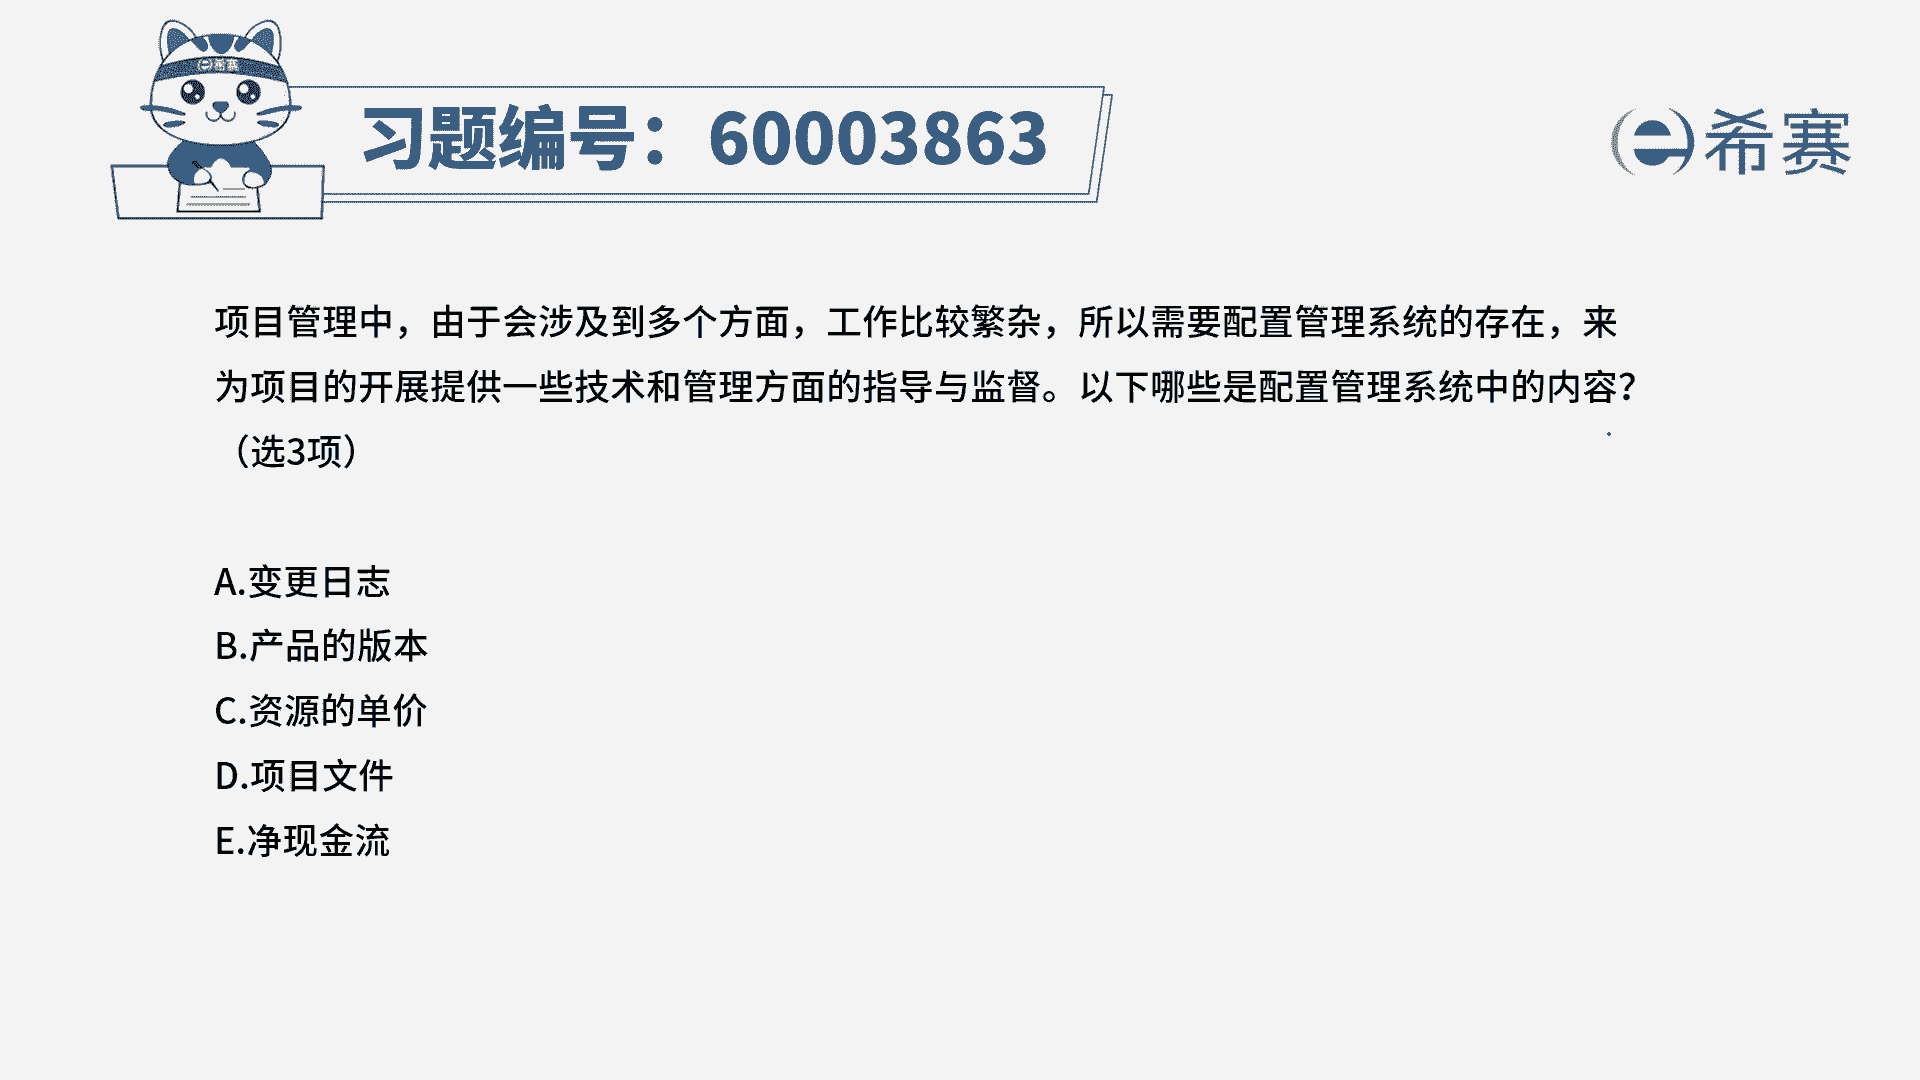 希赛
习题编号：60003863
希赛
项目管理中，由于会涉及到多个方面，工作比较繁杂，所以需要配置管理系统的存在，来
为项目的开展提供一些技术和管理方面的指导与监督。以下哪些是配置管理系统中的内容？
（选3项）
A.变更日志
B.产品的版本
C.资源的单价
D.项目文件
E.净现金流